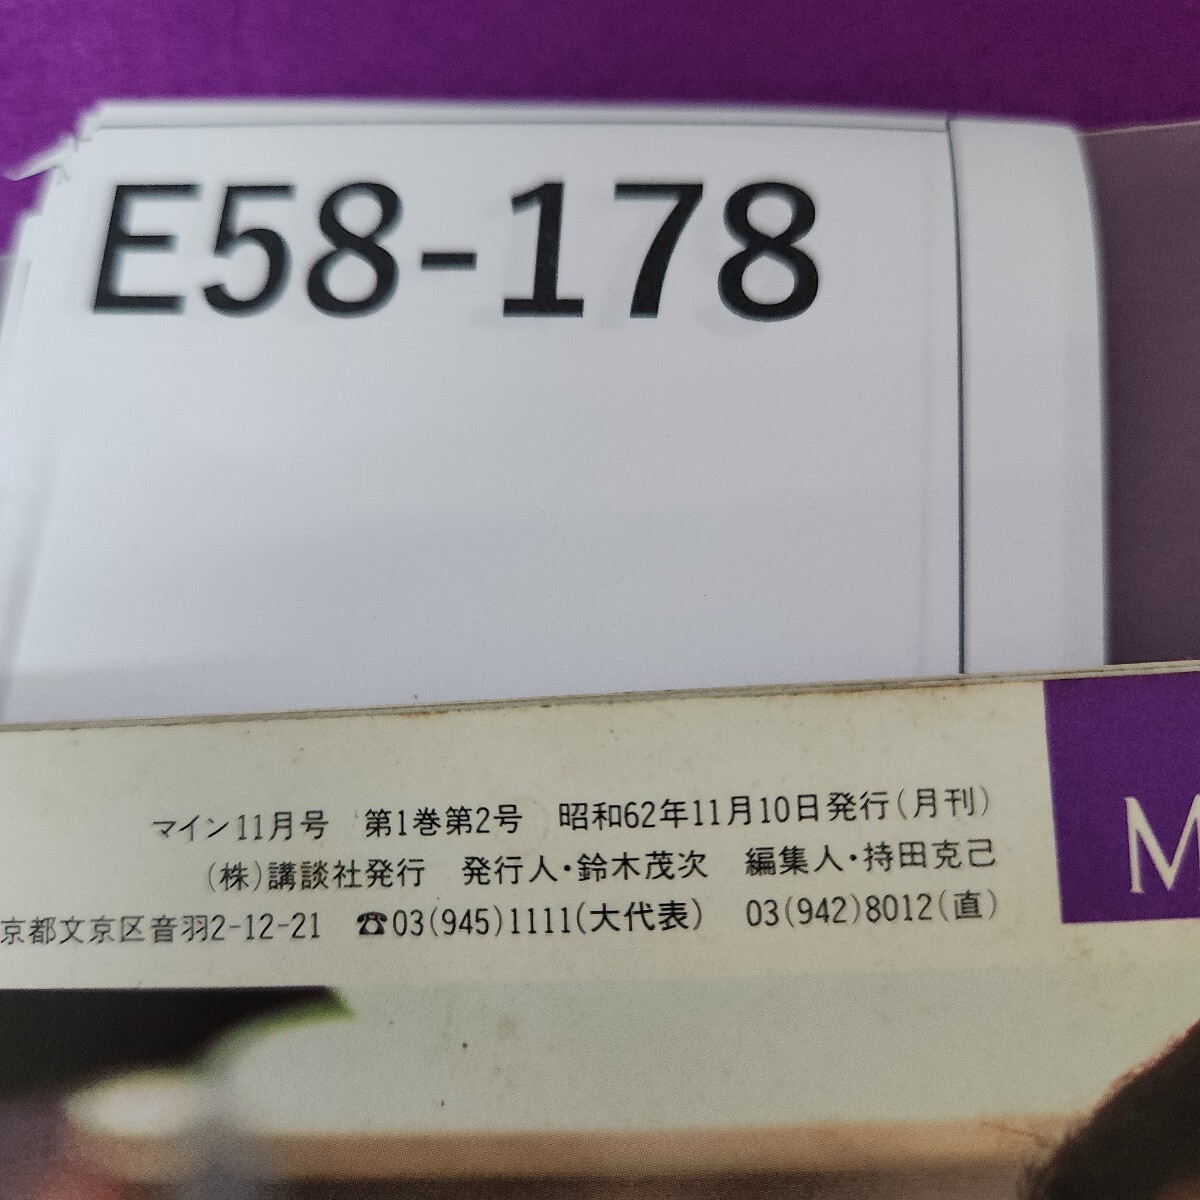 E58-178
マイン11月号 第1巻第2号 昭和62年11月10日発行(月刊)
(株)講談社発行 発行人・鈴木茂次 編集人・持田克己
京都文京区音羽2-12-21 ☎03(945)1111(大代表) 03(942)8012(直)
M